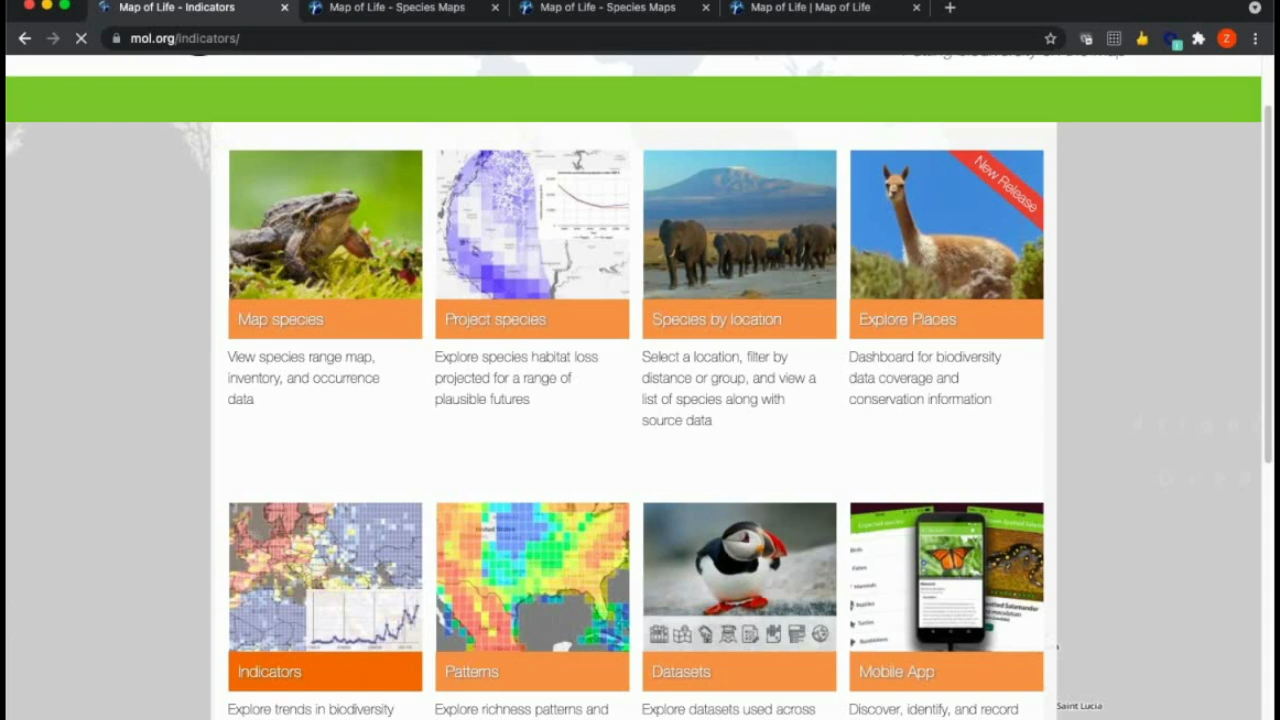 Map of Life - Indicators
Map of Life - Species Maps
Map of Life - Species Maps
Map of Life | Map of Life
mol.org/indicators/
Z
New Release
Map species
Project species
Species by location
Explore Places
View species range map,
inventory, and occurrence
data
Explore species habitat loss
projected for a range of
plausible futures
Select a location, filter by
distance or group, and view a
list of species along with
source data
Dashboard for biodiversity
data coverage and
conservation information
Indicators
Patterns
Datasets
Mobile App
Explore trends in biodiversity
Explore richness patterns and
Explore datasets used across
Discover, identify, and record
Saint Lucia